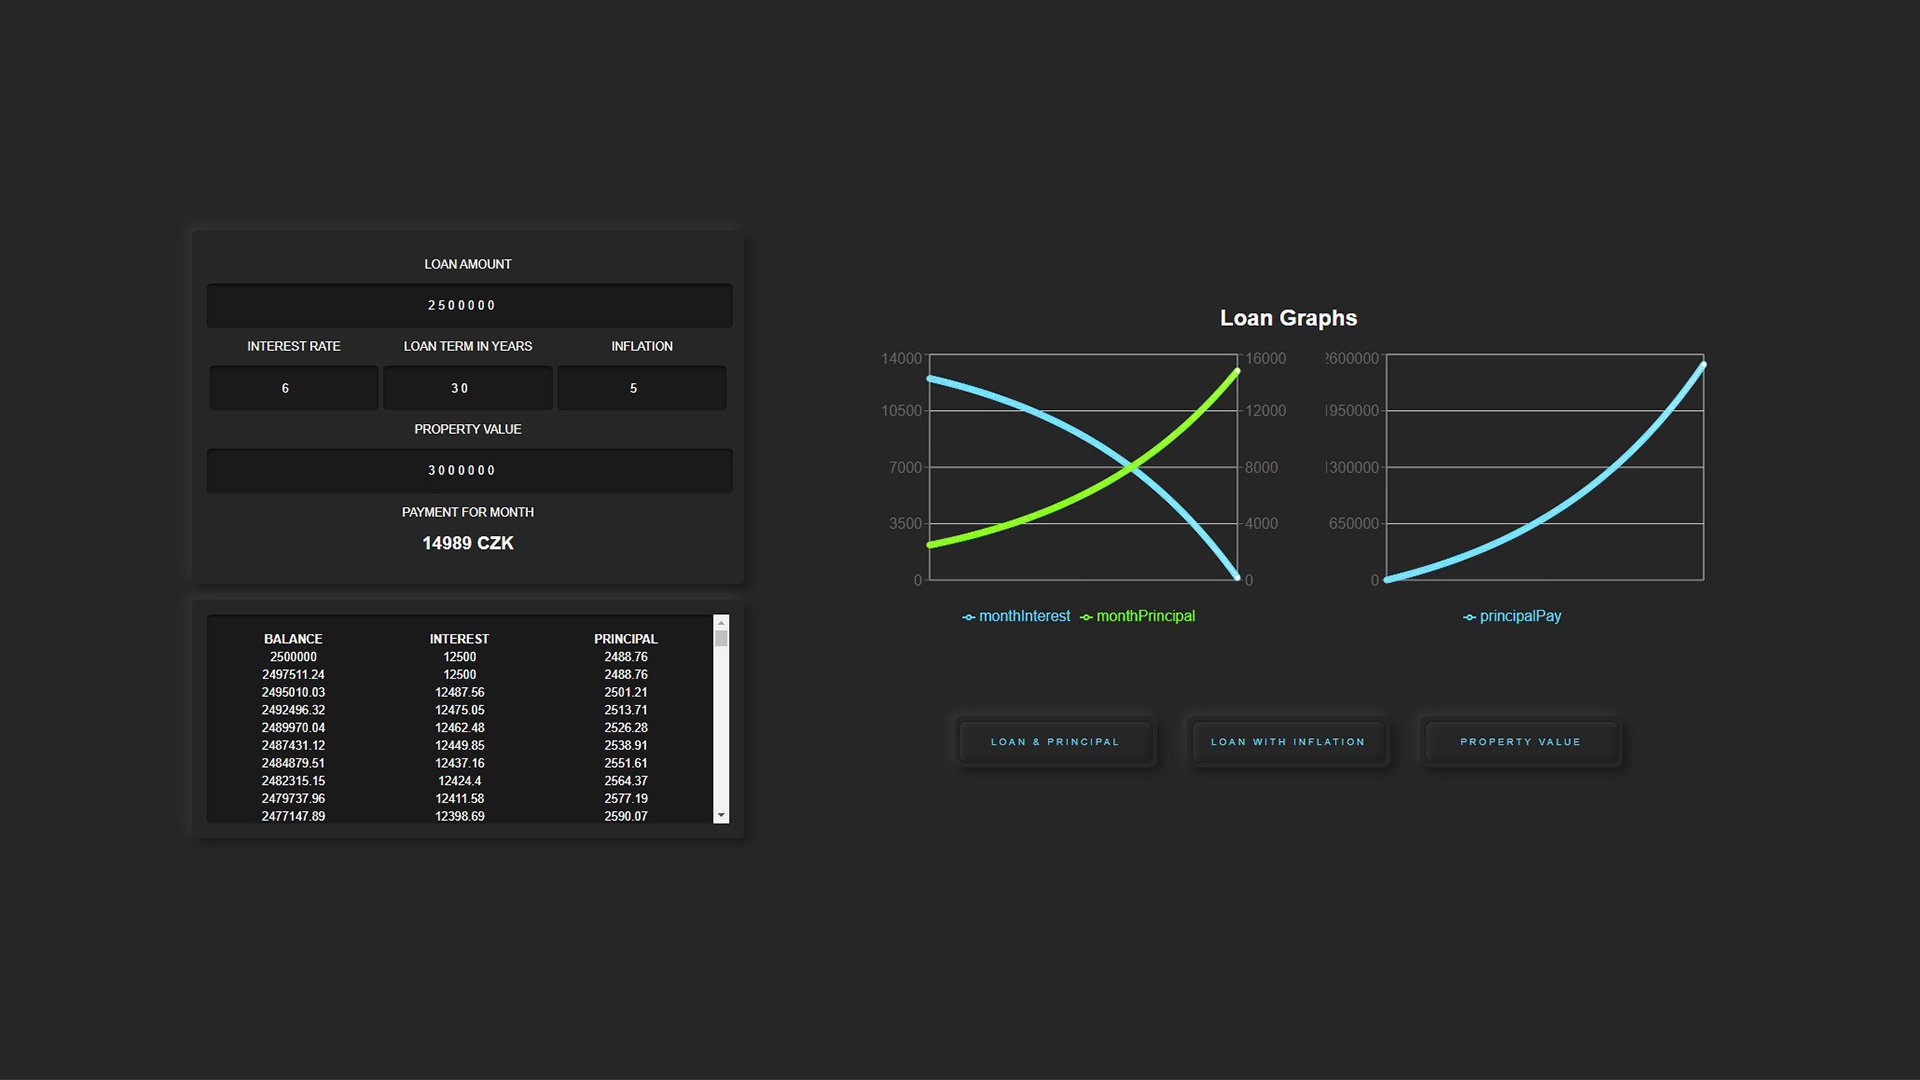 LOAN AMOUNT
2500000
INTEREST RATE LOAN TERM IN YEARS INFLATION
6 30 5
PROPERTY VALUE
3000000
PAYMENT FOR MONTH
14989 CZK
BALANCE INTEREST PRINCIPAL
2500000 12500 2488.76
2497511.24 12500 2488.76
2495010.03 12487.56 2501.21
2492496.32 12475.05 2513.71
2489970.04 12462.48 2526.28
2487431.12 12449.85 2538.91
2484879.51 12437.16 2551.61
2482315.15 12424.4 2564.37
2479737.96 12411.58 2577.19
2477147.89 12398.69 2590.07
Loan Graphs
14000 16000
10500 12000
7000 8000
3500 4000
0 0
monthInterest monthPrincipal
2600000
1950000
1300000
650000
0
principalPay
LOAN & PRINCIPAL LOAN WITH INFLATION PROPERTY VALUE